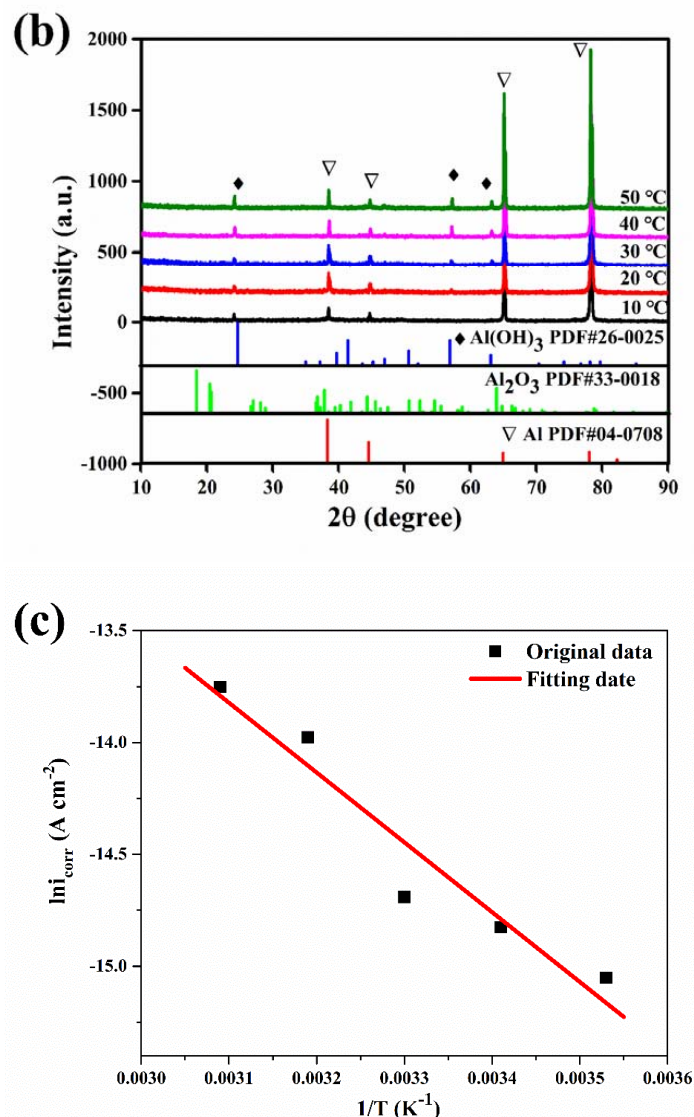 (b)
2000
1500
1000
500
0
-500
-1000
Intensity (a.u.)
50 ℃
40 ℃
30 ℃
20 ℃
10 ℃
♦ Al(OH)₃ PDF#26-0025
Al₂O₃ PDF#33-0018
▽ Al PDF#04-0708
10 20 30 40 50 60 70 80 90
2θ (degree)
(c)
-13.5
-14.0
-14.5
-15.0
lni_corr (A cm⁻²)
Original data
Fitting date
0.0030 0.0031 0.0032 0.0033 0.0034 0.0035 0.0036
1/T (K⁻¹)